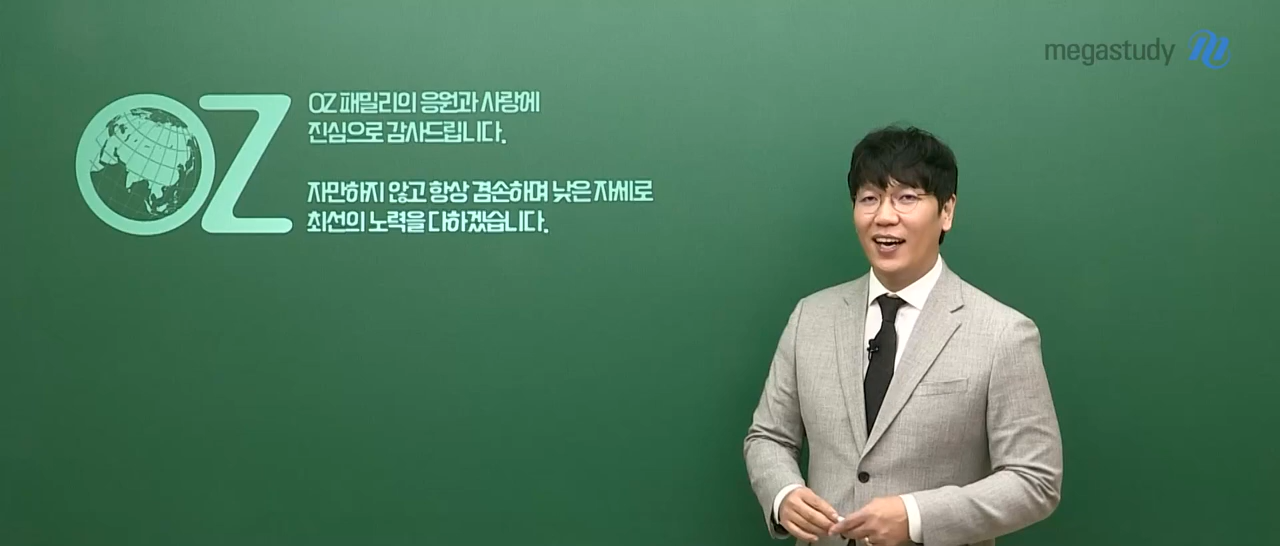 megastudy
OZ
OZ 패밀리의 응원과 사랑에
진심으로 감사드립니다.
자만하지 않고 항상 겸손하며 낮은 자세로
최선의 노력을 다하겠습니다.